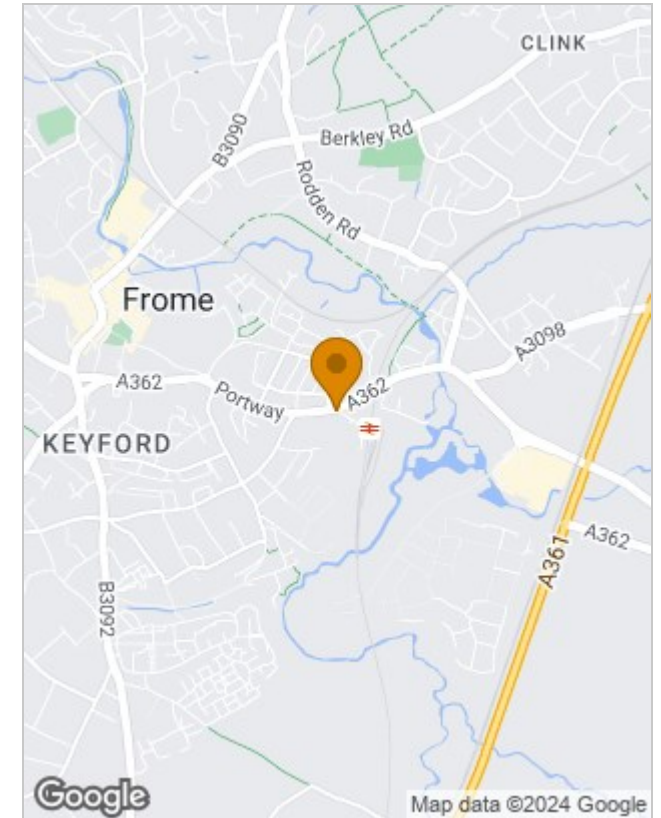 CLINK
B3090
Berkley Rd
Rodden Rd
Frome
A3098
A362
Portway
A362
KEYFORD
A361
A362
B3092
Google
Map data ©2024 Google